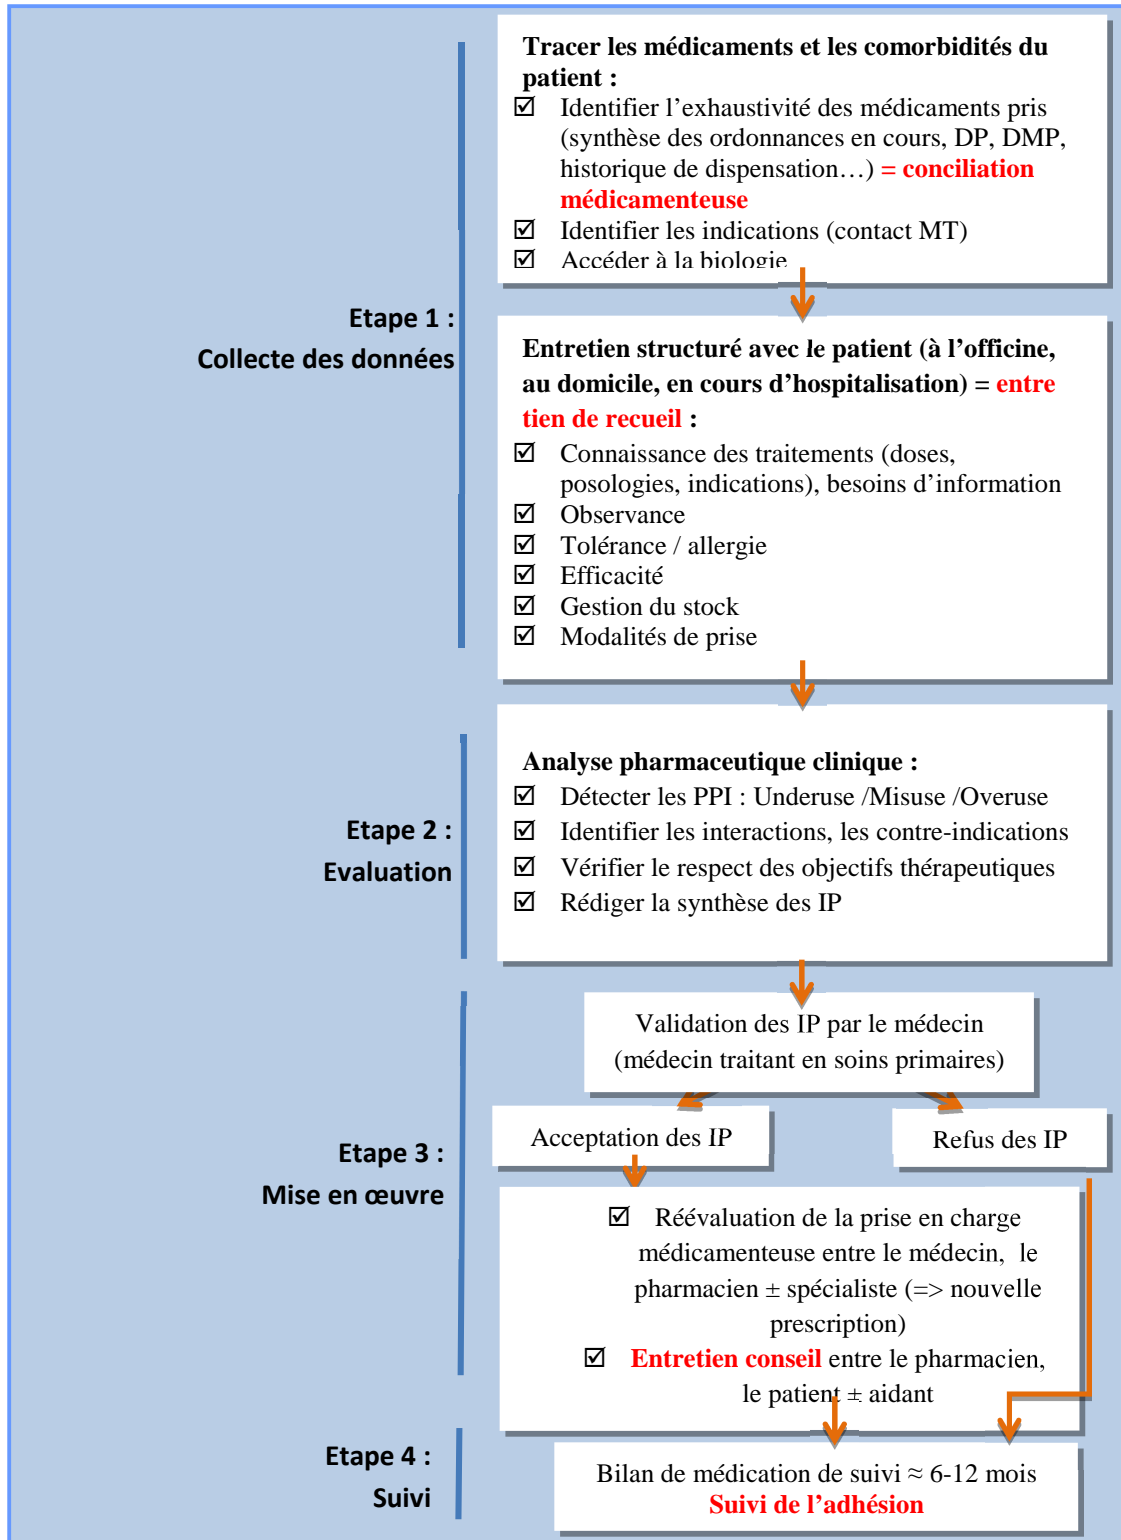 Tracer les médicaments et les comorbidités du
patient :
☑ Identifier l’exhaustivité des médicaments pris
(synthèse des ordonnances en cours, DP, DMP,
historique de dispensation…) = conciliation
médicamenteuse
☑ Identifier les indications (contact MT)
☑ Accéder à la biologie
Etape 1 :
Collecte des données
Entretien structuré avec le patient (à l’officine,
au domicile, en cours d’hospitalisation) = entre
tien de recueil :
☑ Connaissance des traitements (doses,
posologies, indications), besoins d’information
☑ Observance
☑ Tolérance / allergie
☑ Efficacité
☑ Gestion du stock
☑ Modalités de prise
Etape 2 :
Evaluation
Analyse pharmaceutique clinique :
☑ Détecter les PPI : Underuse /Misuse /Overuse
☑ Identifier les interactions, les contre-indications
☑ Vérifier le respect des objectifs thérapeutiques
☑ Rédiger la synthèse des IP
Etape 3 :
Mise en œuvre
Validation des IP par le médecin
(médecin traitant en soins primaires)
Acceptation des IP
Refus des IP
☑ Réévaluation de la prise en charge
médicamenteuse entre le médecin, le
pharmacien ± spécialiste (=> nouvelle
prescription)
☑ Entretien conseil entre le pharmacien,
le patient ± aidant
Etape 4 :
Suivi
Bilan de médication de suivi ≈ 6-12 mois
Suivi de l’adhésion